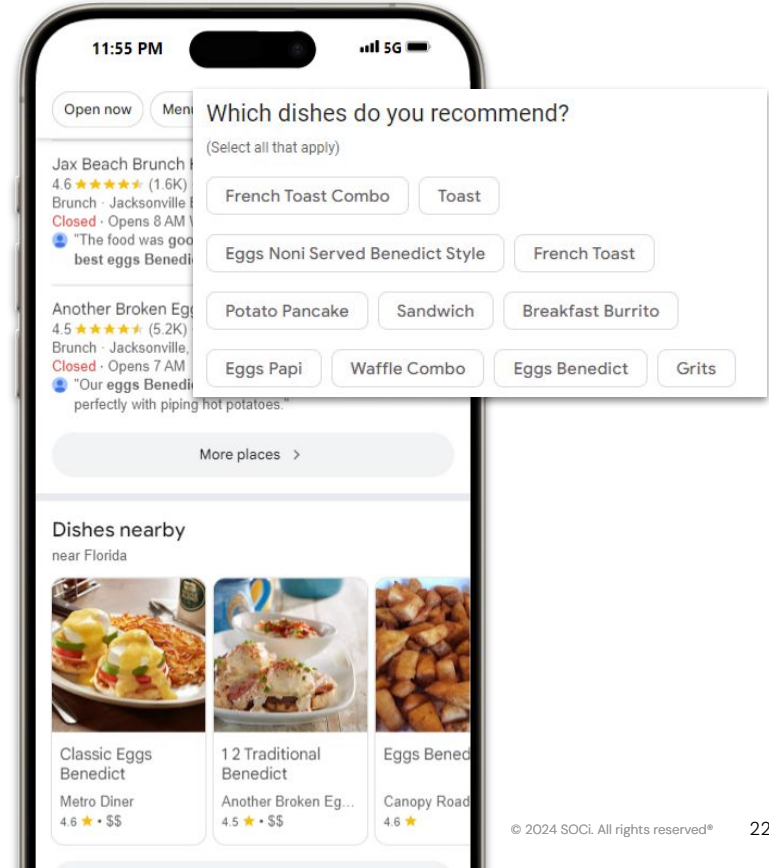 11:55 PM
5G
Open now
Which dishes do you recommend?
(Select all that apply)
French Toast Combo
Toast
Eggs Noni Served Benedict Style
French Toast
Potato Pancake
Sandwich
Breakfast Burrito
Eggs Papi
Waffle Combo
Eggs Benedict
Grits
Jax Beach Brunch
4.6 (1.6K)
Brunch · Jacksonville
Closed · Opens 8 AM
"The food was
best eggs
Another Broken
4.5 (5.2K)
Brunch · Jacksonville,
Closed · Opens 7 AM
"Our eggs
perfectly with piping hot potatoes."
More places >
Dishes nearby
near Florida
Classic Eggs
Benedict
Metro Diner
4.6 ★ • $$
1 2 Traditional
Benedict
Another Broken Eg...
4.5 ★ • $$
Eggs
Canopy Road
4.6 ★
© 2024 SOCi. All rights reserved®
22